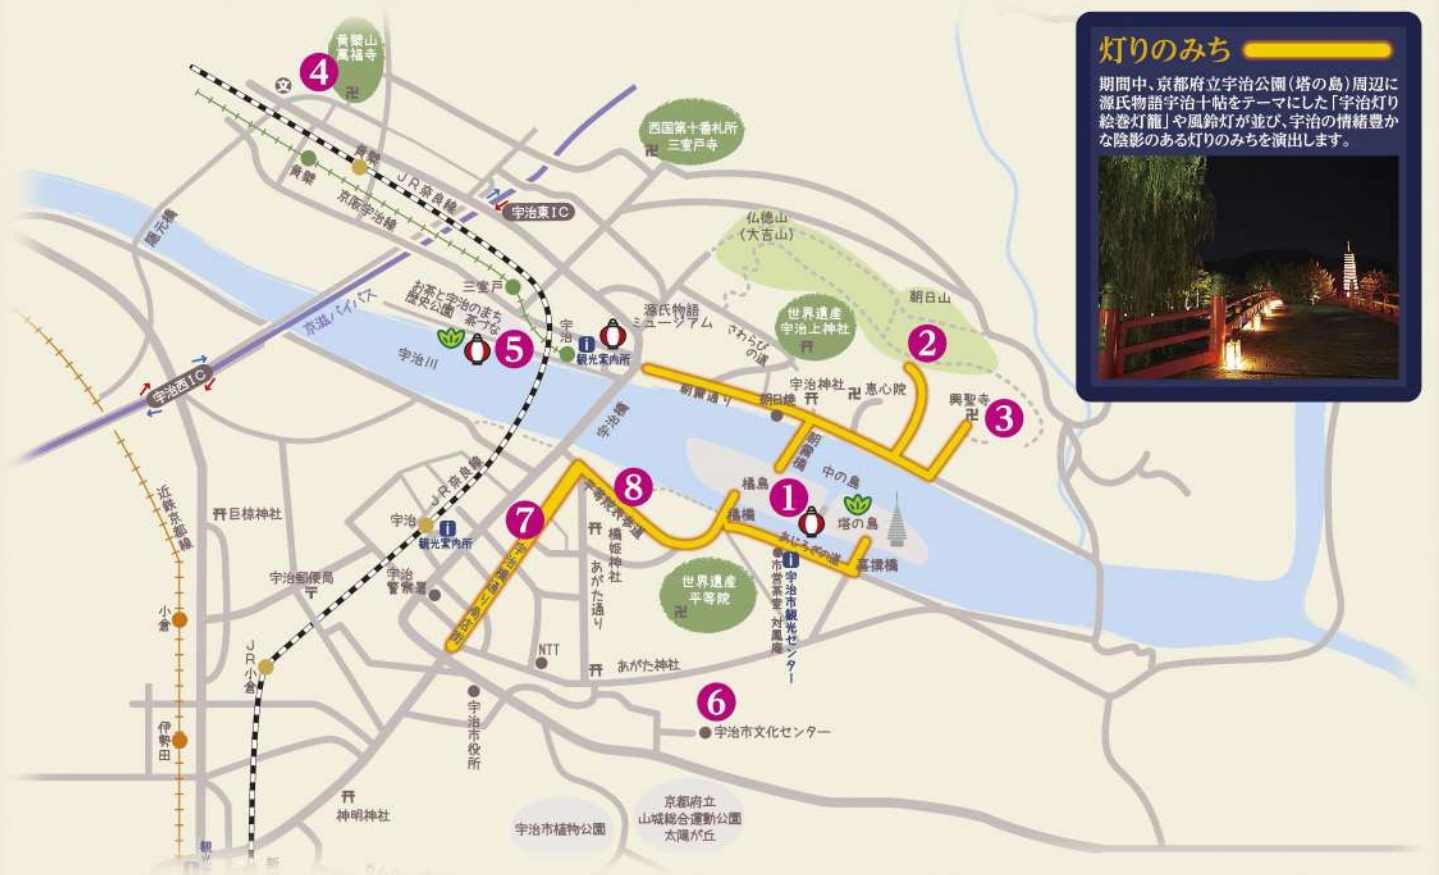 灯りのみち
期間中、京都府立宇治公園(塔の島)周辺に
源氏物語宇治十帖をテーマにした「宇治灯り
絵巻灯籠」や風鈴灯が並び、宇治の情緒豊か
な陰影のある灯りのみちを演出します。
黄檗山
萬福寺
4
文
黄檗
黄檗
JR奈良線
京阪宇治線
隠元橋
宇治東IC
西国第十番札所
三室戸寺
仏徳山
(大吉山)
朝日山
三室戸
お茶と宇治のまち
歴史公園 茶づな
5
京滋バイパス
宇治西IC
宇治川
宇治
観光案内所
源氏物語
ミュージアム
さわらび
の道
世界遺産
宇治上神社
2
宇治神社
恵心院
興聖寺
3
朝霧通り
朝日焼
朝霧橋
宇治橋
中の島
橘島
1
塔の島
橘橋
あじろぎの道
喜撰橋
8
平等院表参道
7
宇治橋通り商店街
橋姫神社
あがた通り
世界遺産
平等院
市営茶室 対鳳庵
宇治市観光センター
JR奈良線
宇治
観光案内所
近鉄京都線
巨椋神社
宇治郵便局
宇治
警察署
小倉
JR小倉
NTT
あがた神社
6
宇治市文化センター
宇治市役所
伊勢田
神明神社
宇治市植物公園
京都府立
山城総合運動公園
太陽が丘
観光
新